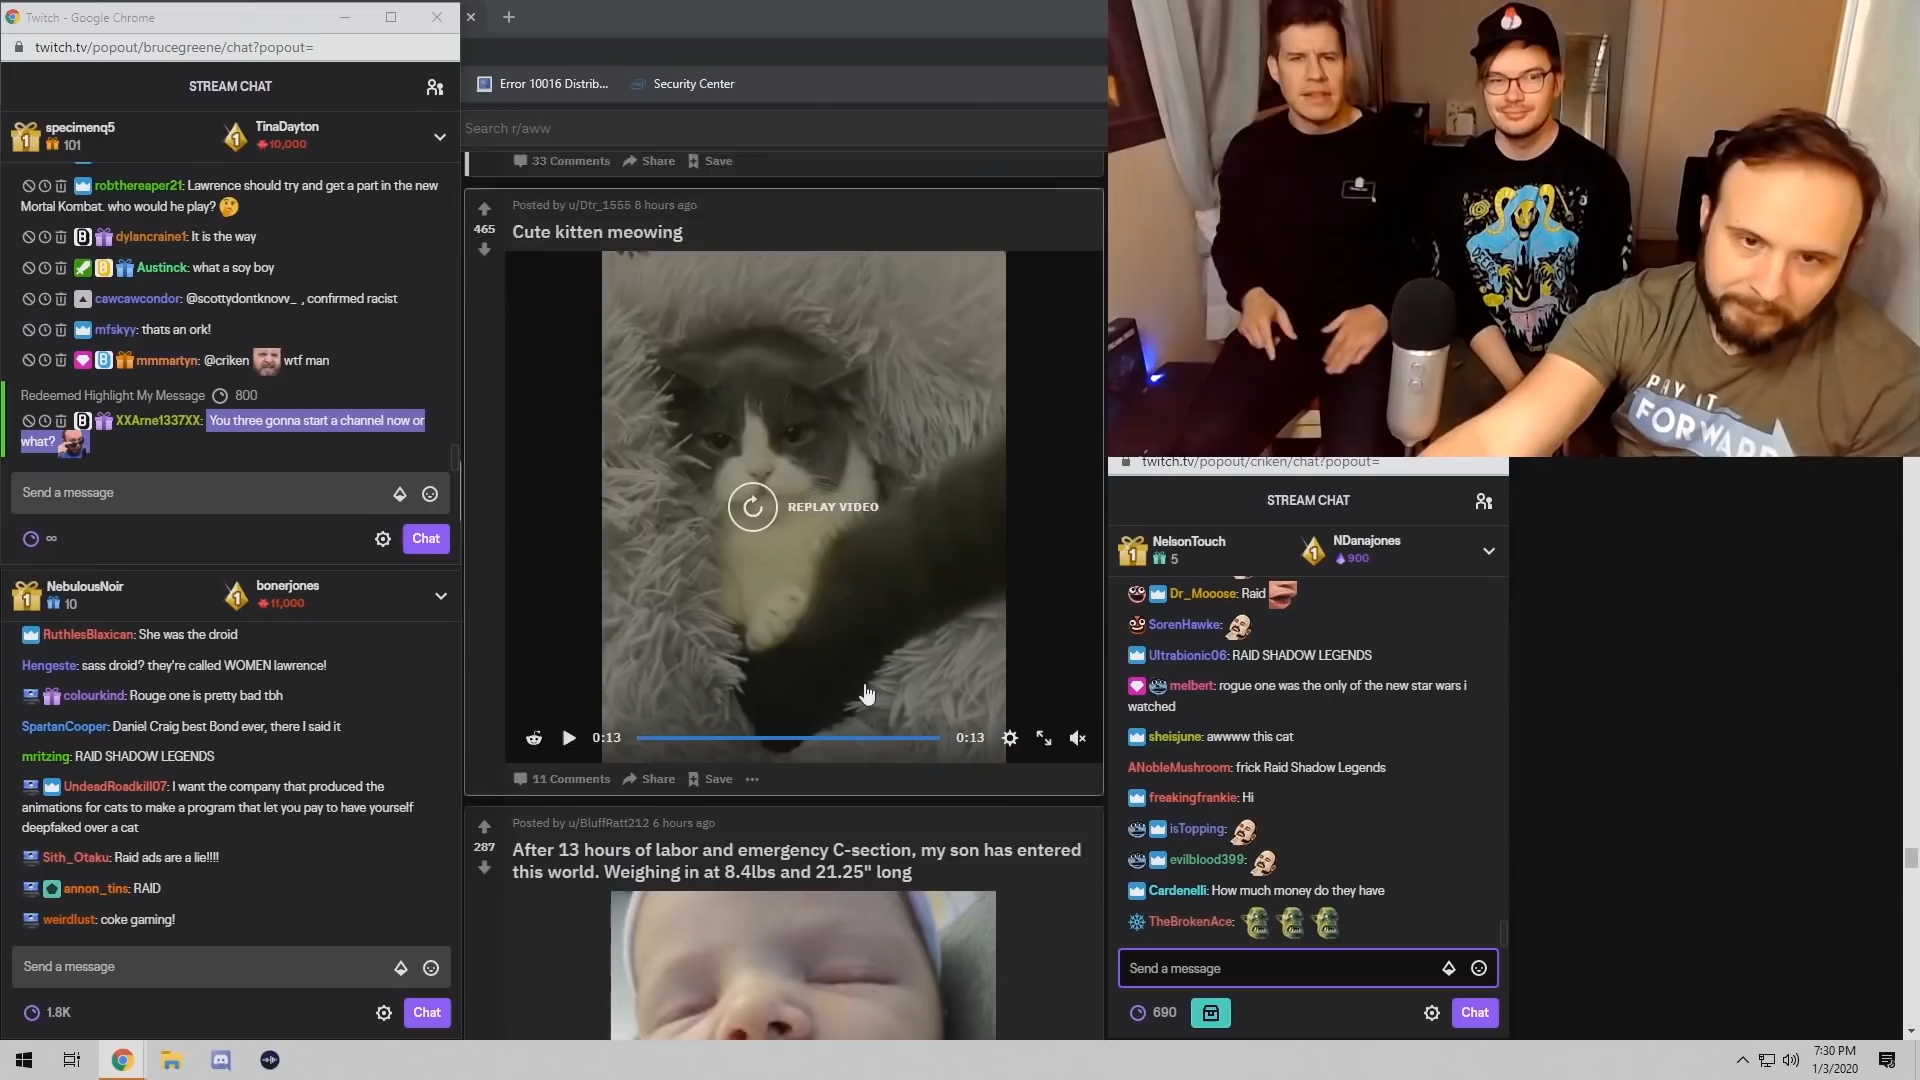 Twitch - Google Chrome
twitch.tv/popout/brucegreene/chat?popout=
STREAM CHAT
1
specimenq5
101
1
TinaDayton
10,000
robthereaper21: Lawrence should try and get a part in the new
Mortal Kombat. who would he play?
dylancraine1: It is the way
Austinck: what a soy boy
cawcawcondor: @scottydontknovv_ , confirmed racist
mfskyy: thats an ork!
mmmartyn: @criken wtf man
Redeemed Highlight My Message 800
XXArne1337XX: You three gonna start a channel now or
what?
Send a message
∞
Chat
1
NebulousNoir
10
1
bonerjones
11,000
RuthlesBlaxican: She was the droid
Hengeste: sass droid? they're called WOMEN lawrence!
colourkind: Rouge one is pretty bad tbh
SpartanCooper: Daniel Craig best Bond ever, there I said it
mritzing: RAID SHADOW LEGENDS
UndeadRoadkill07: I want the company that produced the
animations for cats to make a program that let you pay to have yourself
deepfaked over a cat
Sith_Otaku: Raid ads are a lie!!!!
annon_tins: RAID
weirdlust: coke gaming!
Send a message
1.8K
Chat
Error 10016 Distrib...
Security Center
Search r/aww
33 Comments Share Save
Posted by u/Dtr_1555 8 hours ago
465
Cute kitten meowing
REPLAY VIDEO
0:13
0:13
11 Comments Share Save ...
Posted by u/BluffRatt212 6 hours ago
287
After 13 hours of labor and emergency C-section, my son has entered
this world. Weighing in at 8.4lbs and 21.25" long
PAY IT
FORWARD
twitch.tv/popout/criken/chat?popout=
STREAM CHAT
1
NelsonTouch
5
1
NDanajones
900
Dr_Mooose: Raid
SorenHawke:
Ultrabionic06: RAID SHADOW LEGENDS
melbert: rogue one was the only of the new star wars i
watched
sheisjune: awwww this cat
ANobleMushroom: frick Raid Shadow Legends
freakingfrankie: Hi
isTopping:
evilblood399:
Cardenelli: How much money do they have
TheBrokenAce:
Send a message
690
Chat
7:30 PM
1/3/2020